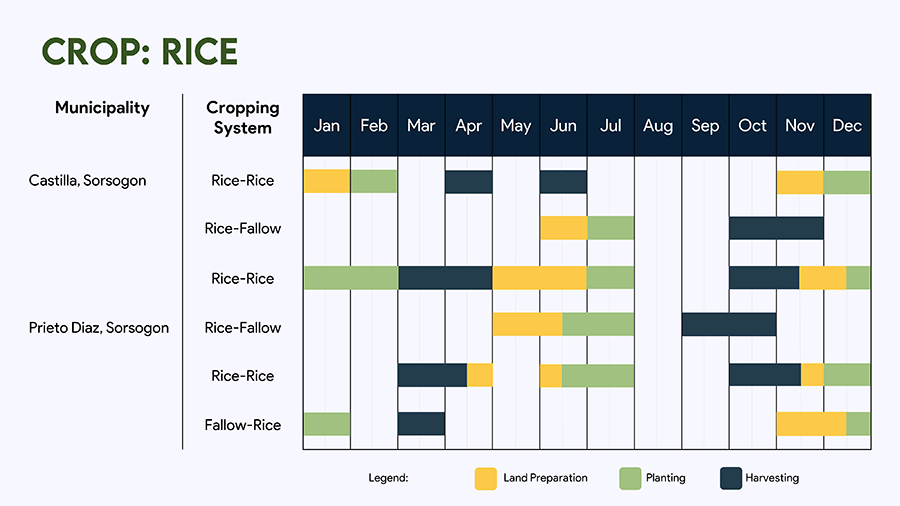 CROP: RICE
Municipality
Cropping
System
Jan Feb Mar Apr May Jun Jul Aug Sep Oct Nov Dec
Castilla, Sorsogon Rice-Rice
Rice-Fallow
Rice-Rice
Prieto Diaz, Sorsogon Rice-Fallow
Rice-Rice
Fallow-Rice
Legend: Land Preparation Planting Harvesting